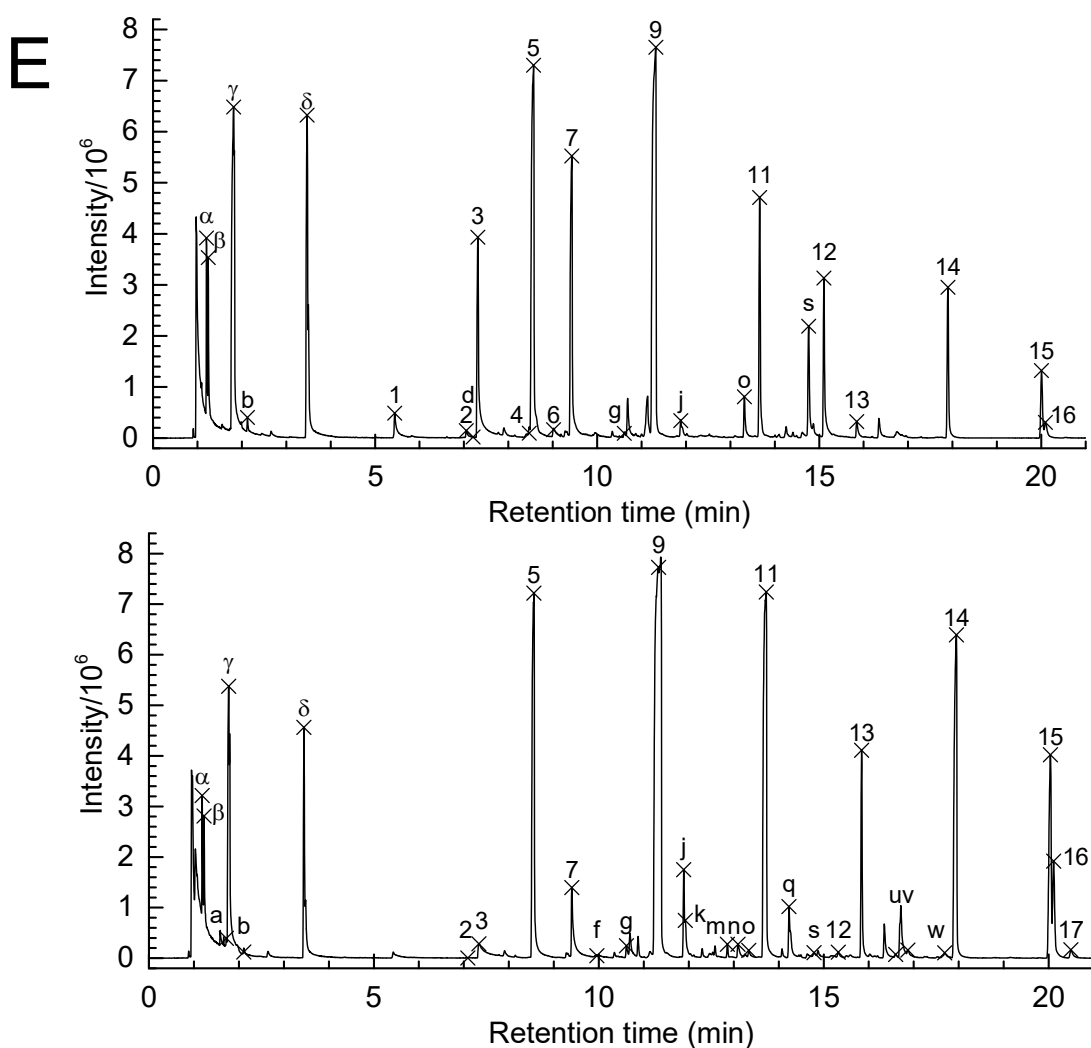 E
8
7
6
5
4
3
2
1
0
Intensity/10⁶
α
β
γ
b
δ
1
2
d
3
4
5
6
7
g
9
j
o
11
s
12
13
14
15
16
0 5 10 15 20
Retention time (min)
8
7
6
5
4
3
2
1
0
Intensity/10⁶
α
β
a
γ
b
δ
2
3
5
7
f
g
9
j
k
m
n
o
11
q
s
12
13
uv
w
14
15
16
17
0 5 10 15 20
Retention time (min)